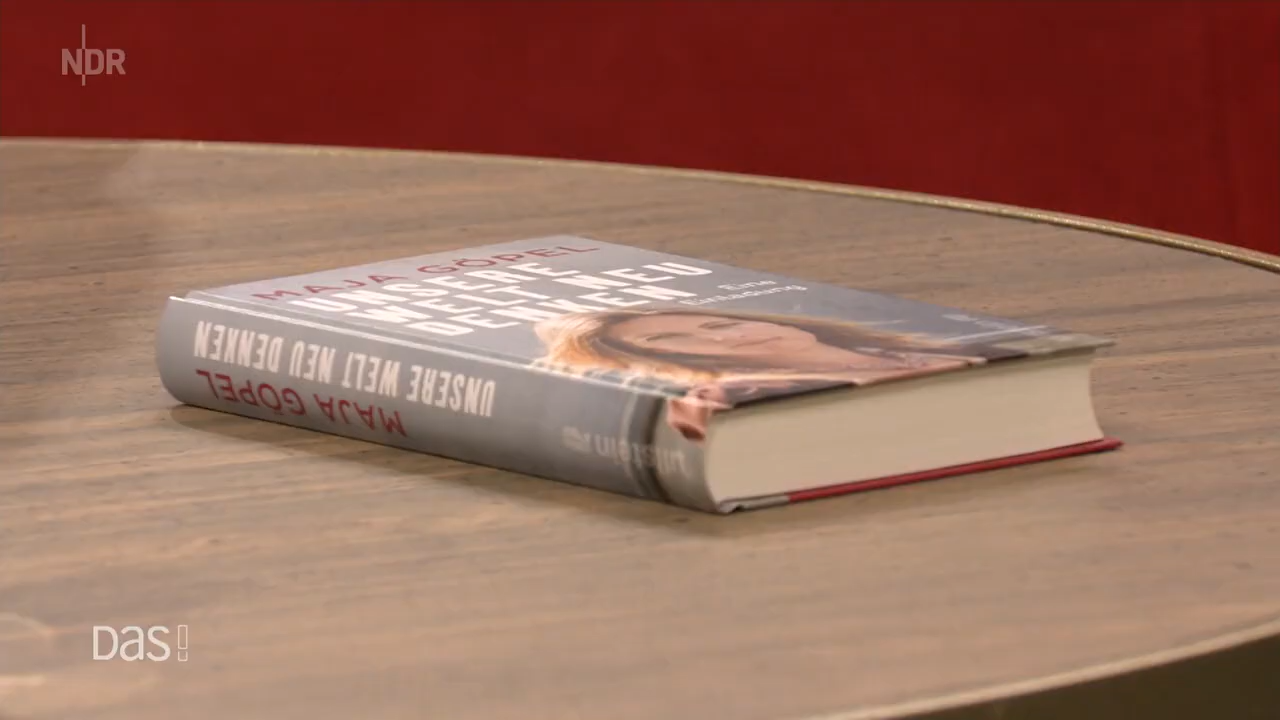 NDR
MAJA GÖPEL
UNSERE
WELT NEU
DENKEN
Eine
Einladung
UNSERE WELT NEU DENKEN
MAJA GÖPEL
ullstein
DAS!